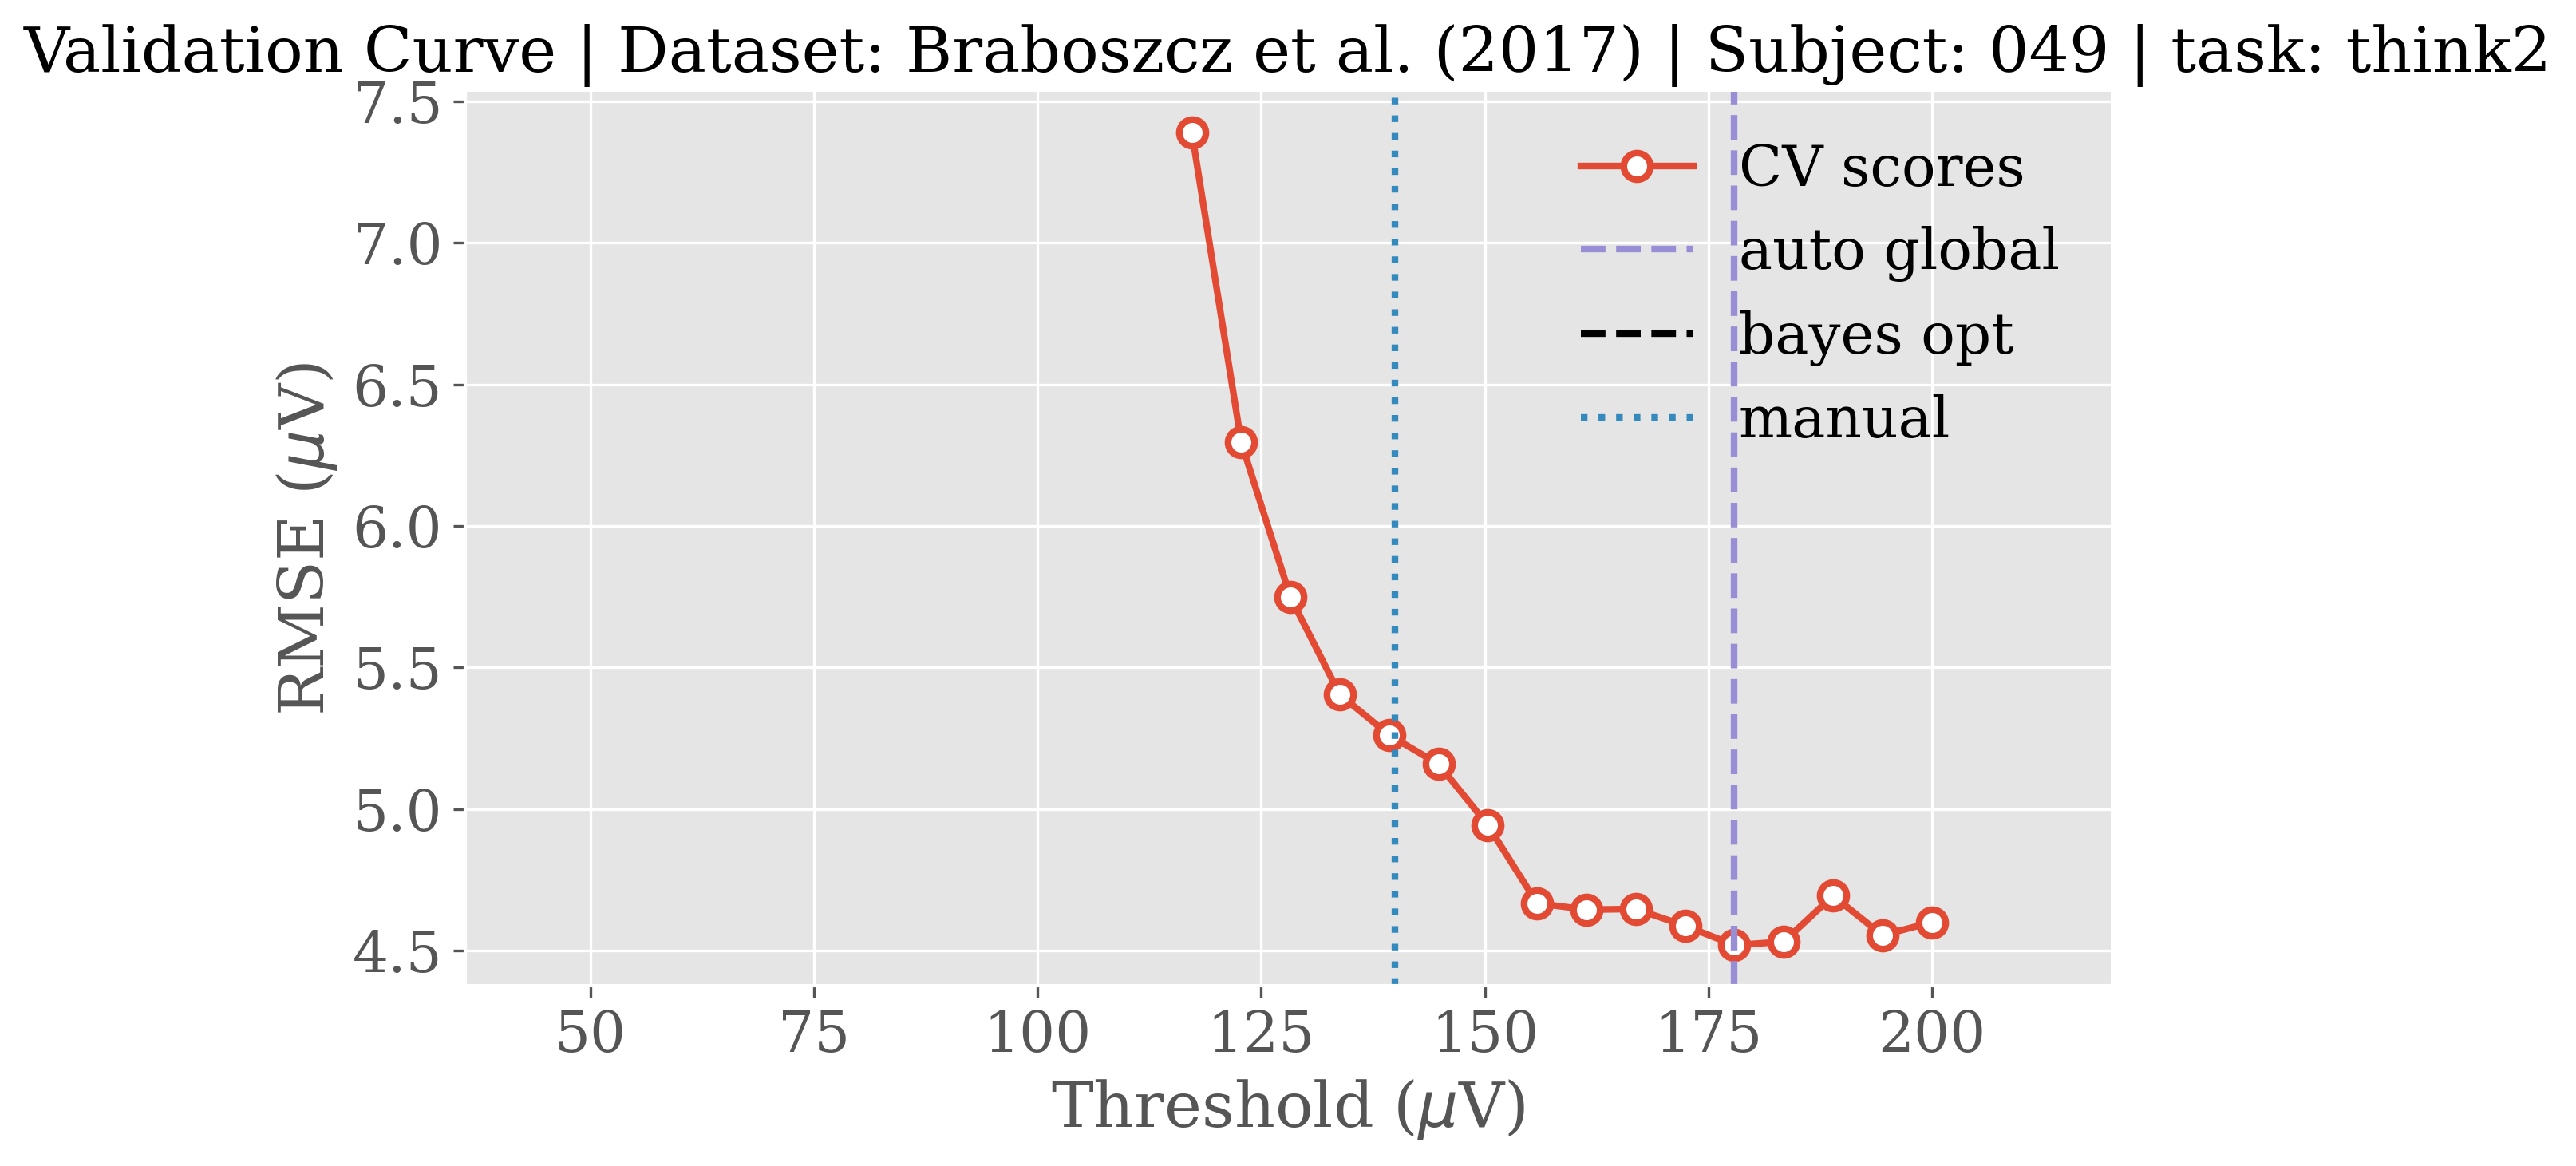 Validation Curve | Dataset: Braboszcz et al. (2017) | Subject: 049 | task: think2
7.5
7.0
6.5
6.0
5.5
5.0
4.5
RMSE (μV)
CV scores
auto global
bayes opt
manual
50 75 100 125 150 175 200
Threshold (μV)